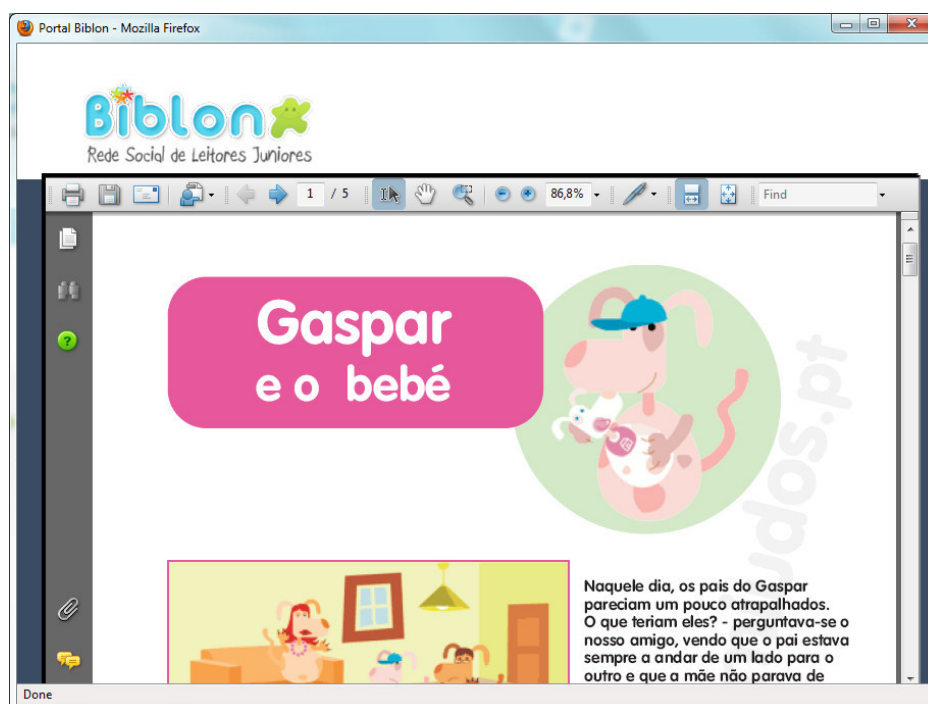 Portal Biblon - Mozilla Firefox
Biblon
Rede Social de Leitores Juniores
1 / 5
86,8%
Find
Gaspar
e o bebé
Naquele dia, os pais do Gaspar
pareciam um pouco atrapalhados.
O que teriam eles? - perguntava-se o
nosso amigo, vendo que o pai estava
sempre a andar de um lado para o
outro e que a mãe não parava de
Done